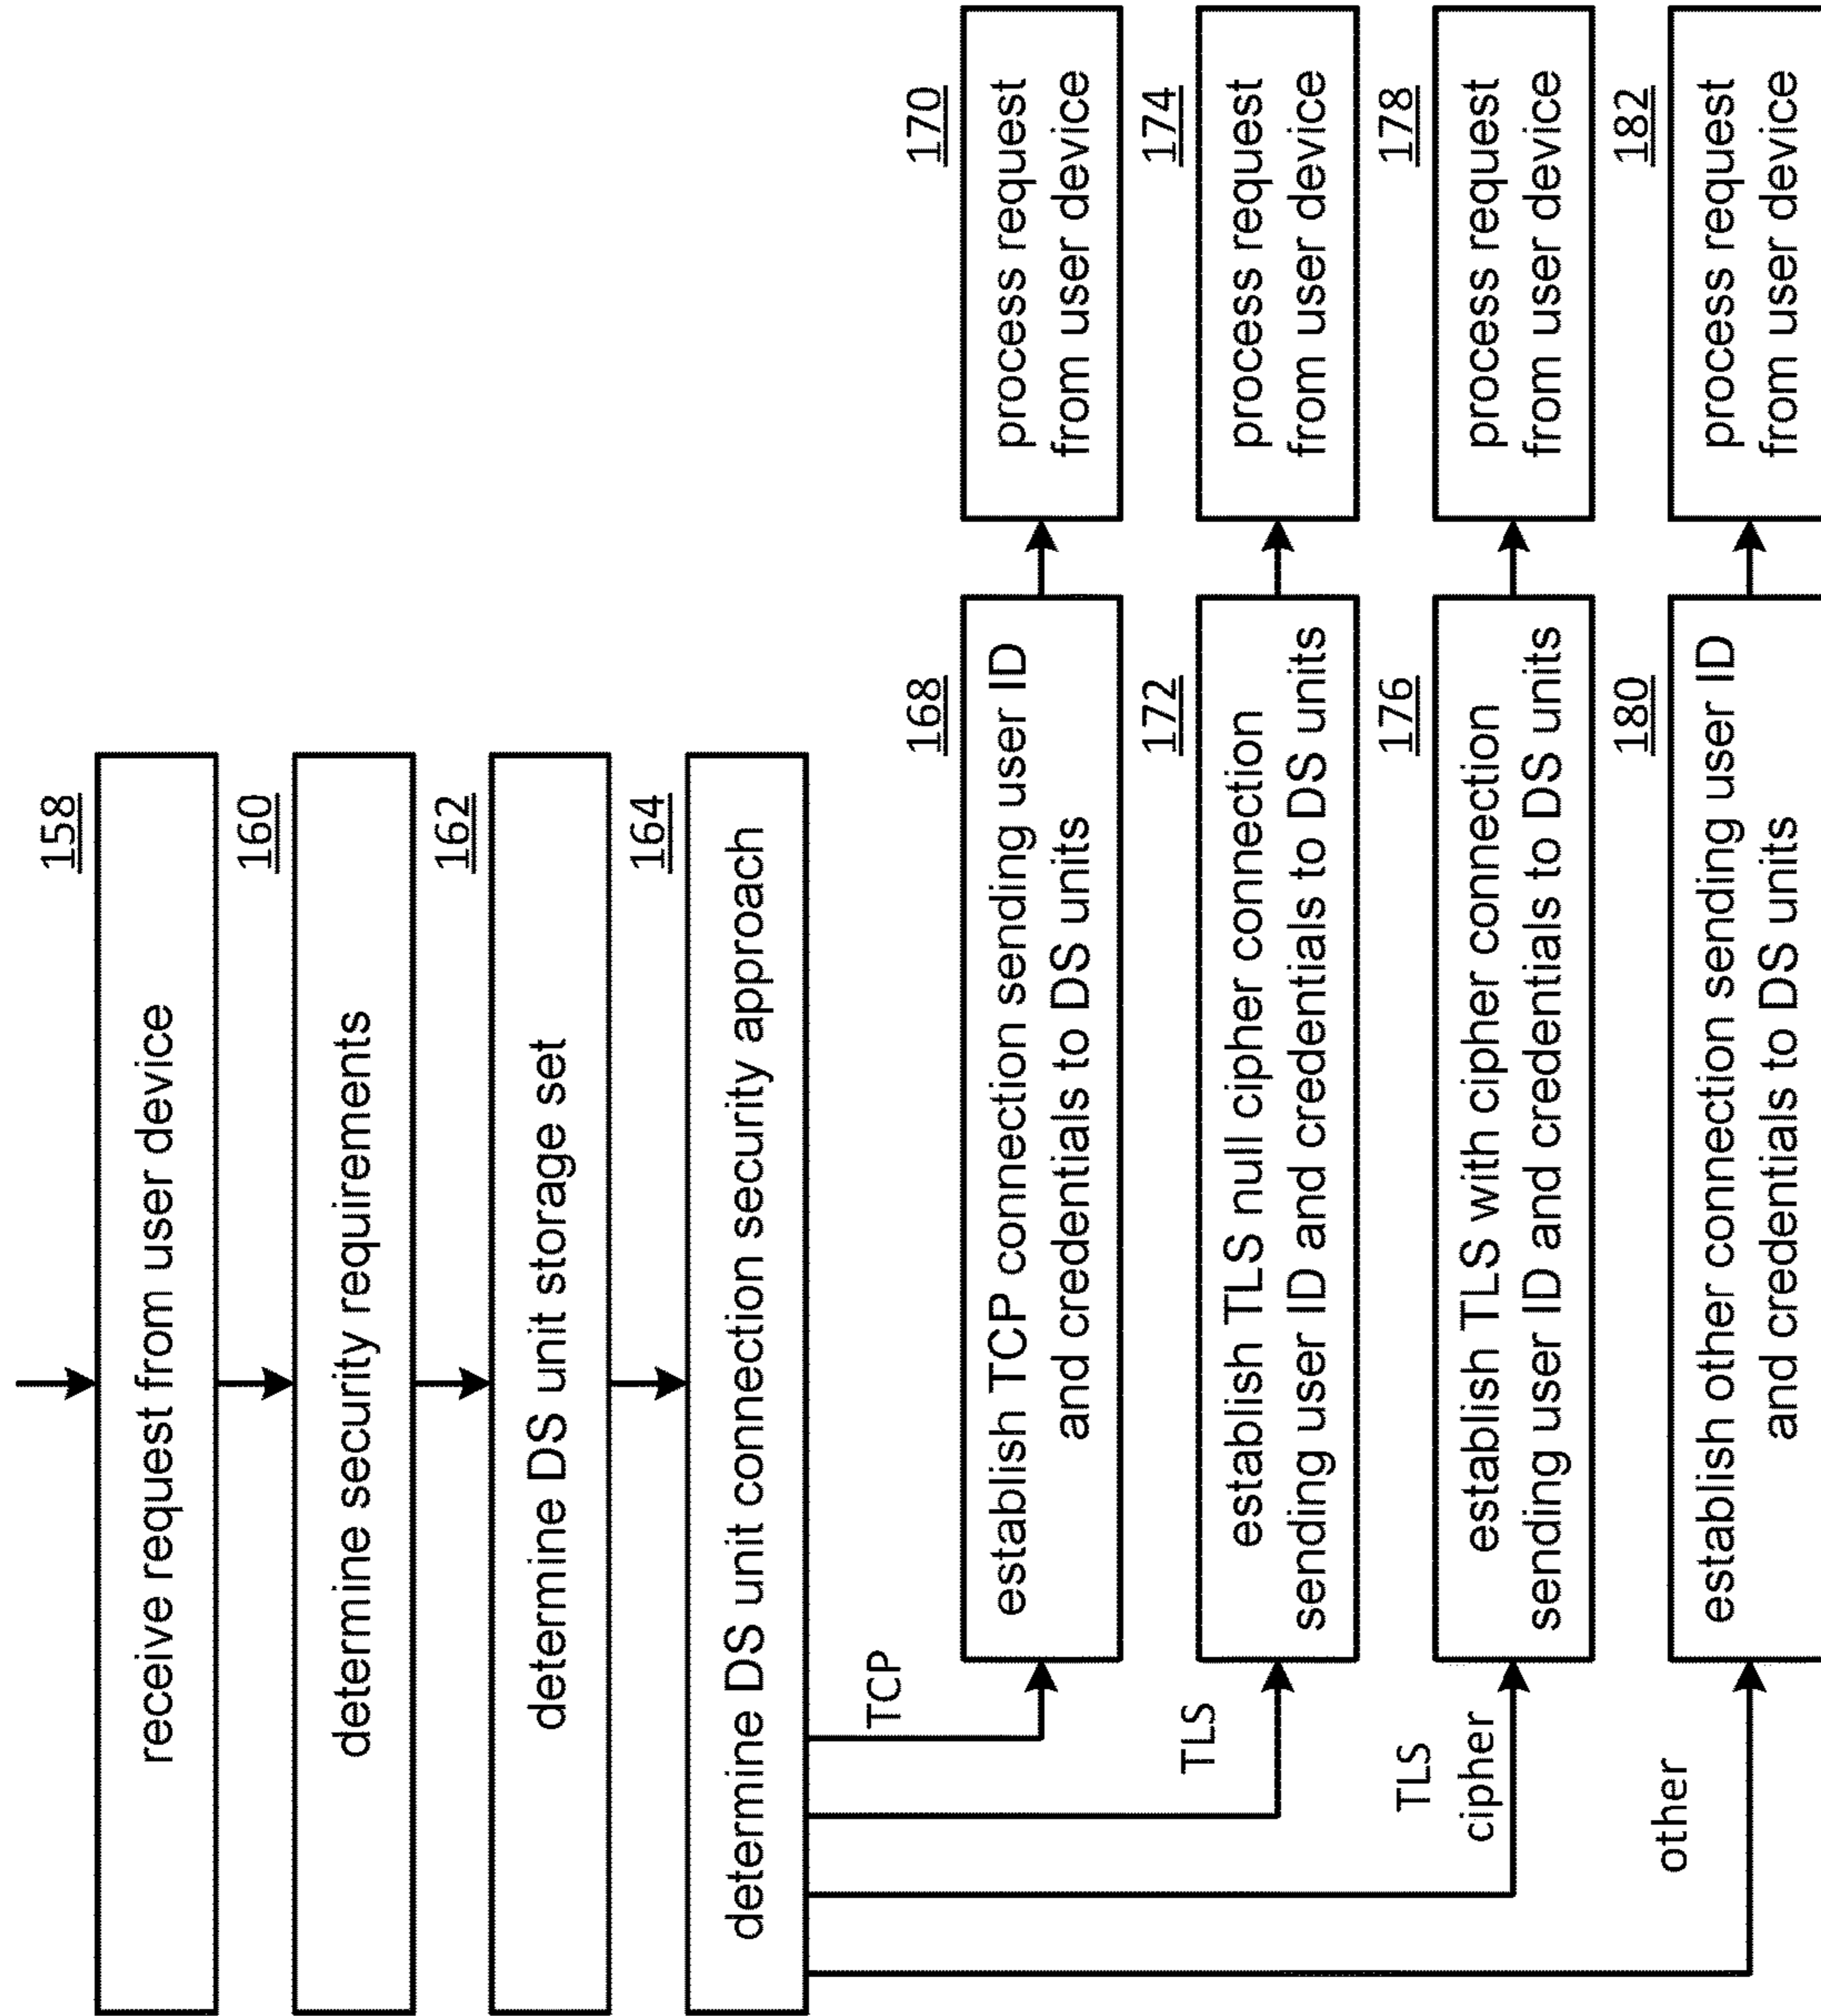 158
receive request from user device
160
determine security requirements
162
determine DS unit storage set
164
determine DS unit connection security approach
TCP
168
establish TCP connection sending user ID
and credentials to DS units
170
process request
from user device
TLS
172
establish TLS null cipher connection
sending user ID and credentials to DS units
174
process request
from user device
TLS
cipher
176
establish TLS with cipher connection
sending user ID and credentials to DS units
178
process request
from user device
other
180
establish other connection sending user ID
and credentials to DS units
182
process request
from user device